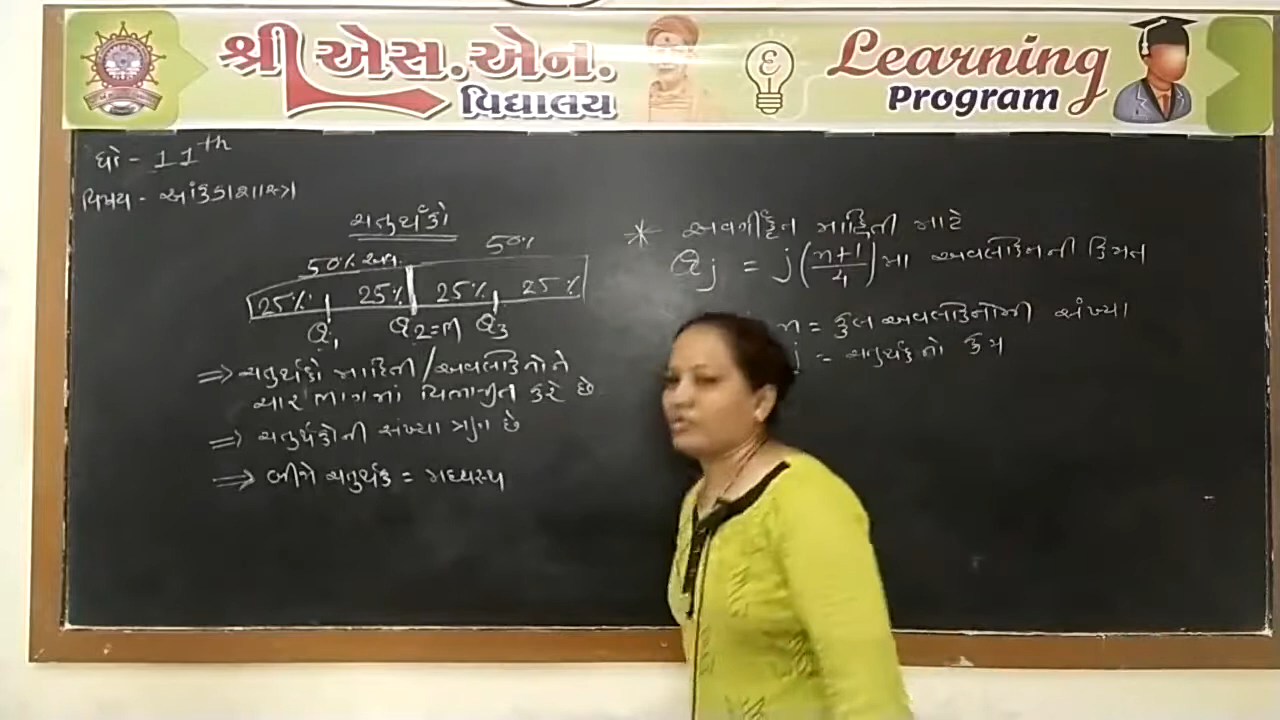 શ્રી એસ. એન.
વિદ્યાલય
Learning
Program
ધો - 11th
વિષય - આંકડાશાસ્ત્ર
ચતુર્થકો
50% અવ. 50%
25% 25% 25% 25%
Q1 Q2=M Q3
⇒ ચતુર્થકો માહિતી/અવલોકનોને
ચાર ભાગમાં વિભાજીત કરે છે
⇒ ચતુર્થકોની સંખ્યા ત્રણ છે
⇒ બીજો ચતુર્થક = મધ્યસ્થ
* અવર્ગીકૃત માહિતી માટે
Qj = j(n+1/4)મા અવલોકનની કિંમત
n = કુલ અવલોકનોની સંખ્યા
j = ચતુર્થકનો ક્રમ